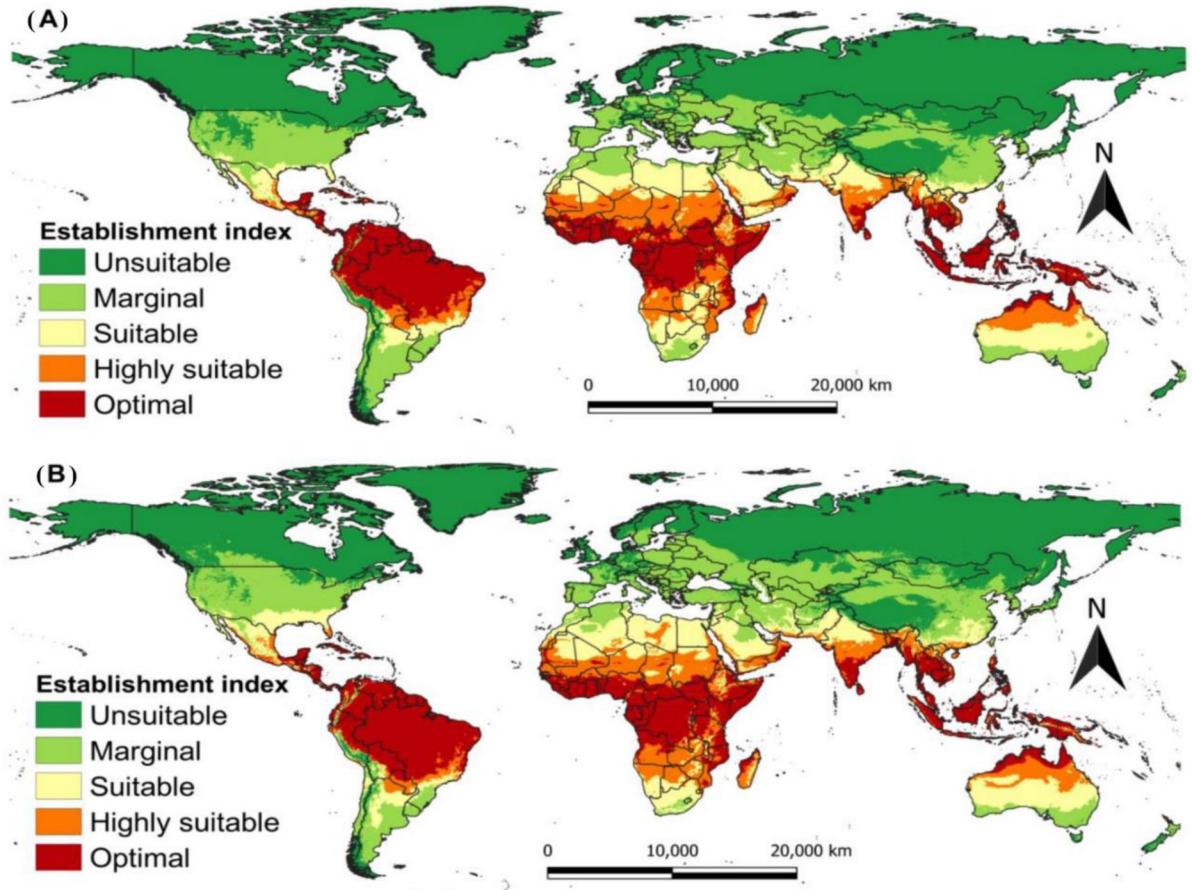 (A)
N
Establishment index
Unsuitable
Marginal
Suitable
Highly suitable
Optimal
0 10,000 20,000 km
(B)
N
Establishment index
Unsuitable
Marginal
Suitable
Highly suitable
Optimal
0 10,000 20,000 km